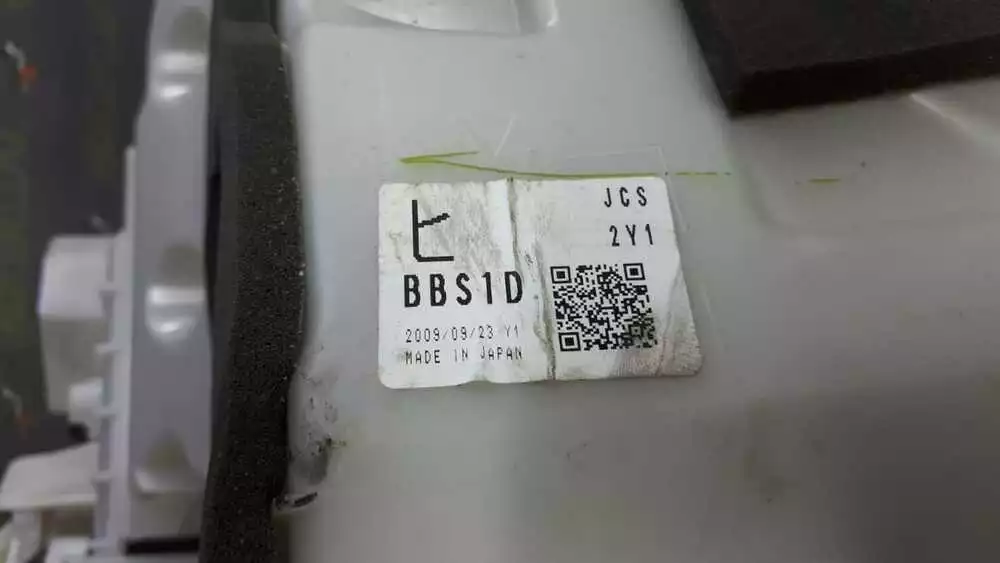 ヒ
BBS1D
2009/09/23 Y1
MADE IN JAPAN
JCS
2Y1